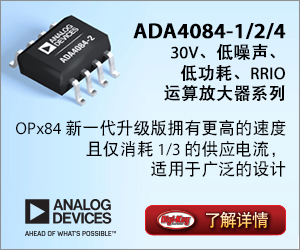 ANALOG
DEVICES
ADA4084-2
ADA4084-1/2/4
30V、低噪声、
低功耗、RRIO
运算放大器系列
OPx84 新一代升级版拥有更高的速度
且仅消耗 1/3 的供应电流，
适用于广泛的设计
ANALOG
DEVICES
AHEAD OF WHAT'S POSSIBLE™
Digi-Key
了解详情